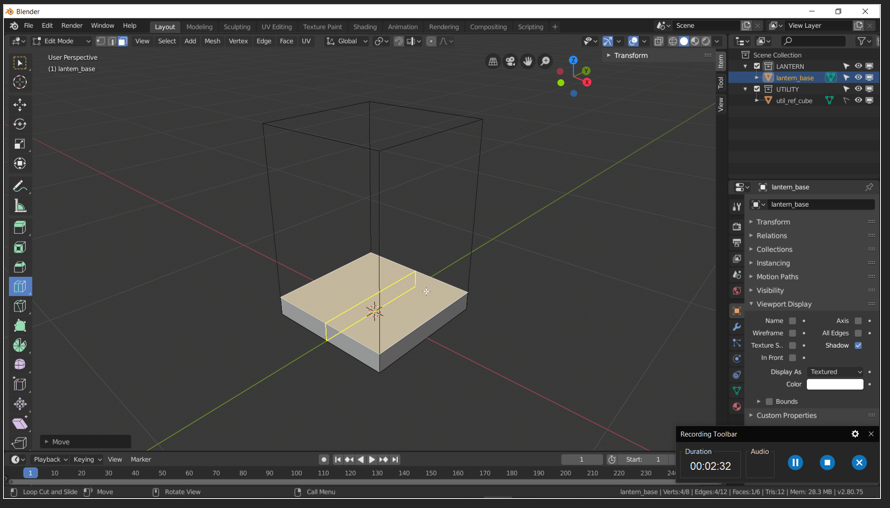 Blender
File Edit Render Window Help Layout Modeling Sculpting UV Editing Texture Paint Shading Animation Rendering Compositing Scripting + Scene View Layer
Edit Mode View Select Add Mesh Vertex Edge Face UV Global
User Perspective
(1) lantern_base
Transform
Item
Tool
View
Z
Y
X
Move
Scene Collection
LANTERN
lantern_base
UTILITY
util_ref_cube
lantern_base
lantern_base
Transform
Relations
Collections
Instancing
Motion Paths
Visibility
Viewport Display
Name Axis
Wireframe All Edges
Texture S.. Shadow
In Front
Display As Textured
Color
Bounds
Custom Properties
Recording Toolbar
Duration
00:02:32
Audio
Playback Keying View Marker 1 Start: 1
1 10 20 30 40 50 60 70 80 90 100 110 120 130 140 150 160 170 180 190 200 210 220 230
Loop Cut and Slide Move Rotate View Call Menu lantern_base | Verts:4/8 | Edges:4/12 | Faces:1/6 | Tris:12 | Mem: 28.3 MB | v2.80.75